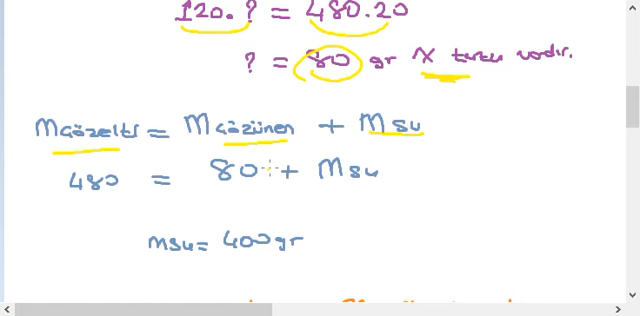 120.? = 480.20
? = 80 gr X tuzu vardır.
mçözelti = mçözünen + msu
480 = 80 + msu
msu = 400gr